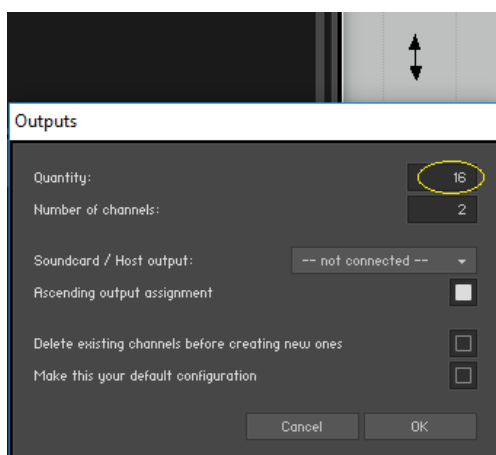 Outputs
Quantity: 16
Number of channels: 2
Soundcard / Host output: -- not connected --
Ascending output assignment
Delete existing channels before creating new ones
Make this your default configuration
Cancel OK